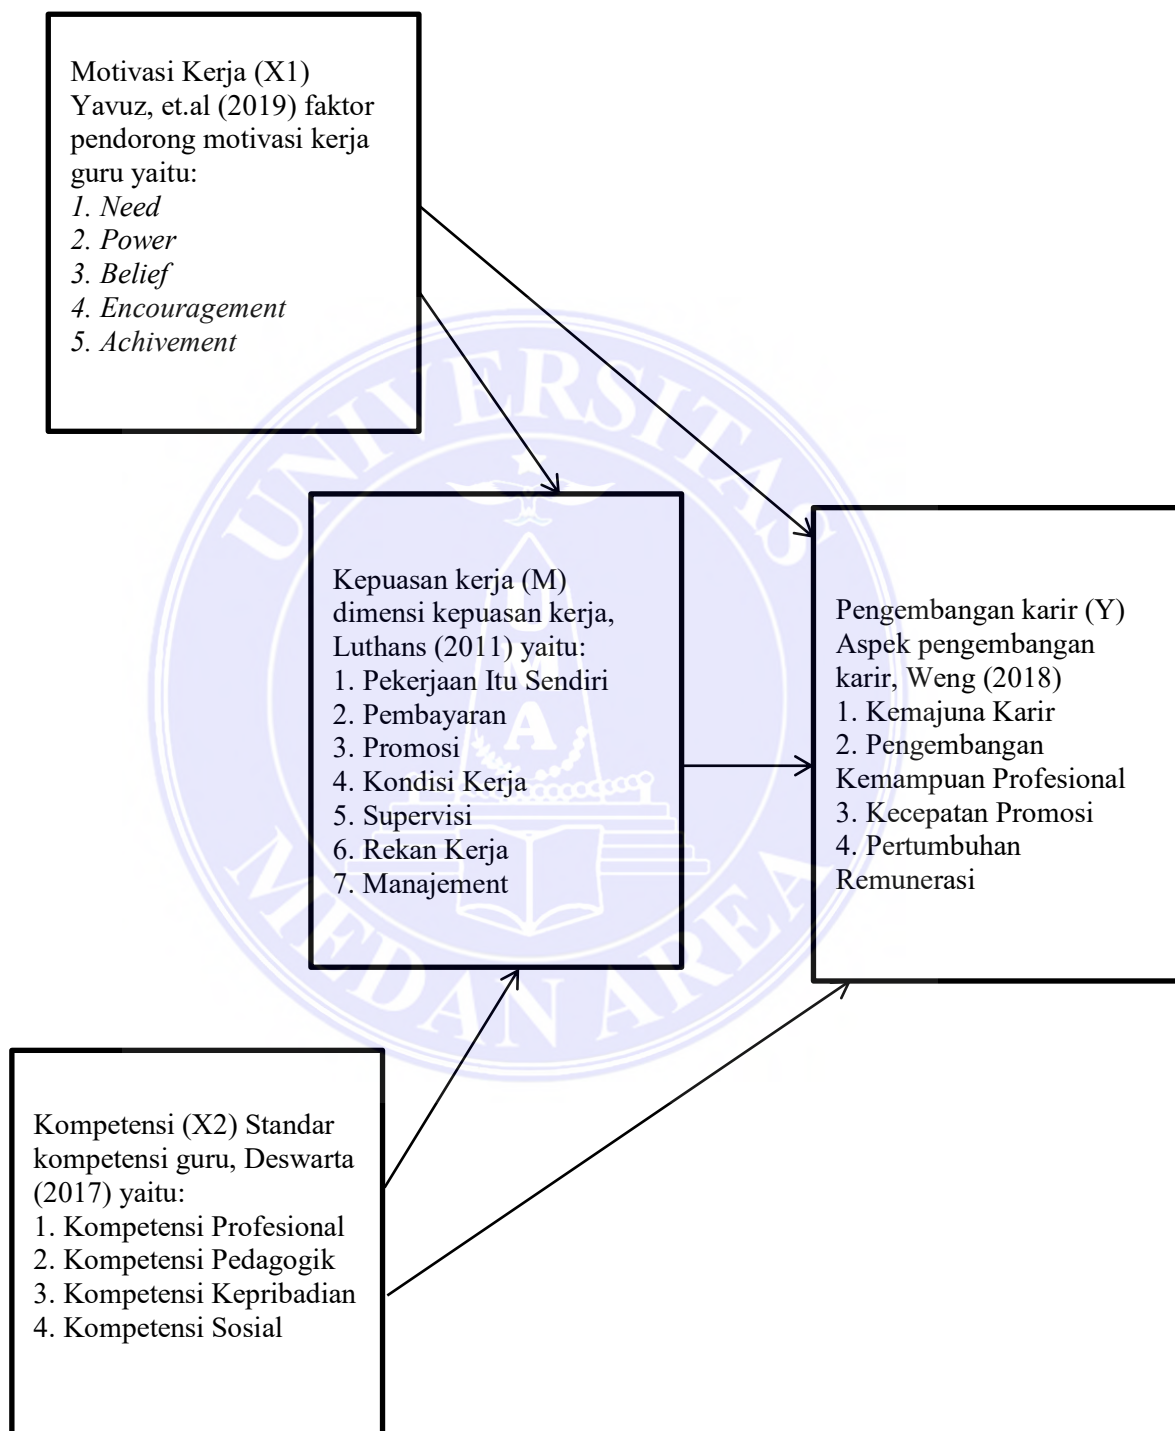 Motivasi Kerja (X1)
Yavuz, et.al (2019) faktor
pendorong motivasi kerja
guru yaitu:
1. Need
2. Power
3. Belief
4. Encouragement
5. Achivement
Kepuasan kerja (M)
dimensi kepuasan kerja,
Luthans (2011) yaitu:
1. Pekerjaan Itu Sendiri
2. Pembayaran
3. Promosi
4. Kondisi Kerja
5. Supervisi
6. Rekan Kerja
7. Manajement
Pengembangan karir (Y)
Aspek pengembangan
karir, Weng (2018)
1. Kemajuna Karir
2. Pengembangan
Kemampuan Profesional
3. Kecepatan Promosi
4. Pertumbuhan
Remunerasi
Kompetensi (X2) Standar
kompetensi guru, Deswarta
(2017) yaitu:
1. Kompetensi Profesional
2. Kompetensi Pedagogik
3. Kompetensi Kepribadian
4. Kompetensi Sosial
UNIVERSITAS
U
M
A
MEDAN AREA